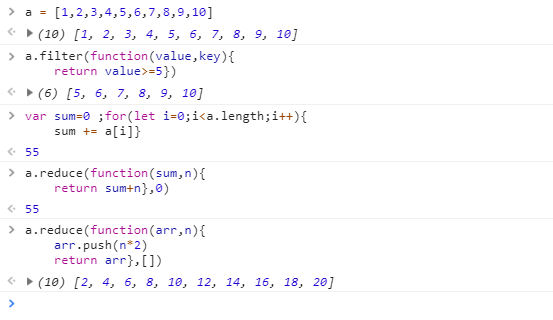 a = [1,2,3,4,5,6,7,8,9,10]
(10) [1, 2, 3, 4, 5, 6, 7, 8, 9, 10]
a.filter(function(value,key){
    return value>=5})
(6) [5, 6, 7, 8, 9, 10]
var sum=0 ;for(let i=0;i<a.length;i++){
    sum += a[i]}
55
a.reduce(function(sum,n){
    return sum+n},0)
55
a.reduce(function(arr,n){
    arr.push(n*2)
    return arr},[])
(10) [2, 4, 6, 8, 10, 12, 14, 16, 18, 20]